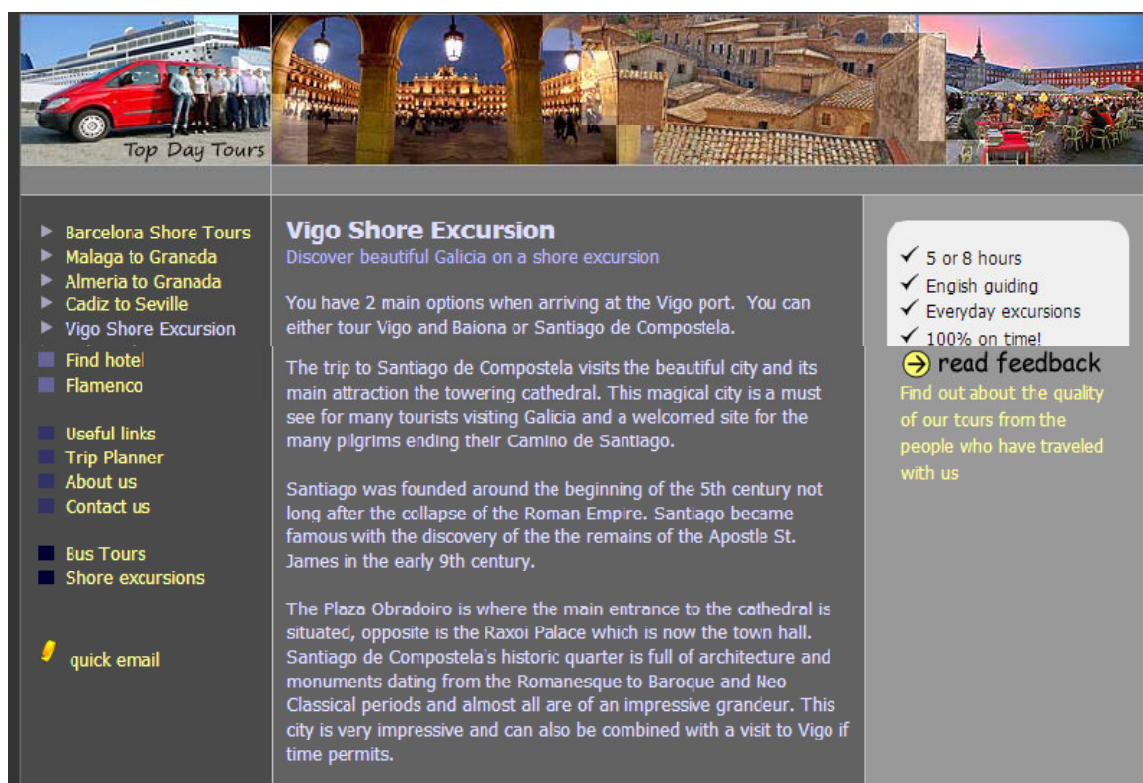 Top Day Tours
Barcelona Shore Tours
Malaga to Granada
Almeria to Granada
Cadiz to Seville
Vigo Shore Excursion
Find hotel
Flamenco
Useful links
Trip Planner
About us
Contact us
Bus Tours
Shore excursions
quick email
Vigo Shore Excursion
Discover beautiful Galicia on a shore excursion
You have 2 main options when arriving at the Vigo port. You can
either tour Vigo and Baiona or Santiago de Compostela.
The trip to Santiago de Compostela visits the beautiful city and its
main attraction the towering cathedral. This magical city is a must
see for many tourists visiting Galicia and a welcomed site for the
many pilgrims ending their Camino de Santiago.
Santiago was founded around the beginning of the 5th century not
long after the collapse of the Roman Empire. Santiago became
famous with the discovery of the the remains of the Apostle St.
James in the early 9th century.
The Plaza Obradoiro is where the main entrance to the cathedral is
situated, opposite is the Raxoi Palace which is now the town hall.
Santiago de Compostela's historic quarter is full of architecture and
monuments dating from the Romanesque to Baroque and Neo
Classical periods and almost all are of an impressive grandeur. This
city is very impressive and can also be combined with a visit to Vigo if
time permits.
5 or 8 hours
Engish guiding
Everyday excursions
100% on time!
read feedback
Find out about the quality
of our tours from the
people who have traveled
with us